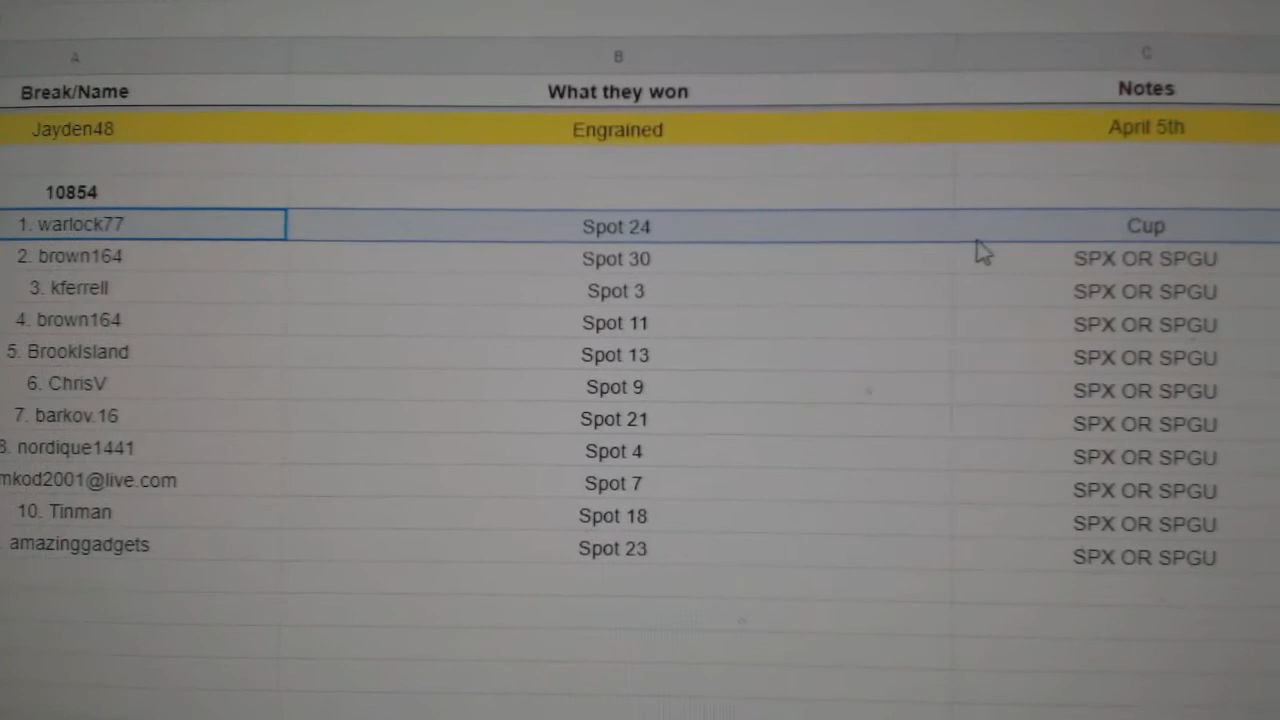 A B C
Break/Name What they won Notes
Jayden48 Engrained April 5th
10854
1. warlock77 Spot 24 Cup
2. brown164 Spot 30 SPX OR SPGU
3. kferrell Spot 3 SPX OR SPGU
4. brown164 Spot 11 SPX OR SPGU
5. BrookIsland Spot 13 SPX OR SPGU
6. ChrisV Spot 9 SPX OR SPGU
7. barkov.16 Spot 21 SPX OR SPGU
8. nordique1441 Spot 4 SPX OR SPGU
mkod2001@live.com Spot 7 SPX OR SPGU
10. Tinman Spot 18 SPX OR SPGU
amazinggadgets Spot 23 SPX OR SPGU